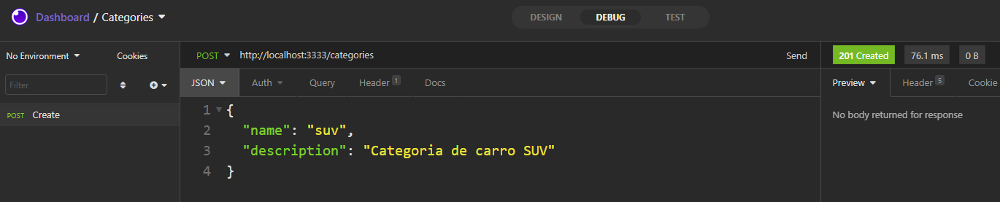 Dashboard / Categories
DESIGN
DEBUG
TEST
No Environment
Cookies
Filter
POST Create
POST http://localhost:3333/categories
Send
JSON
Auth
Query
Header 1
Docs
1 {
2 "name": "suv",
3 "description": "Categoria de carro SUV"
4 }
201 Created
76.1 ms
0 B
Preview
Header 5
Cookie
No body returned for response